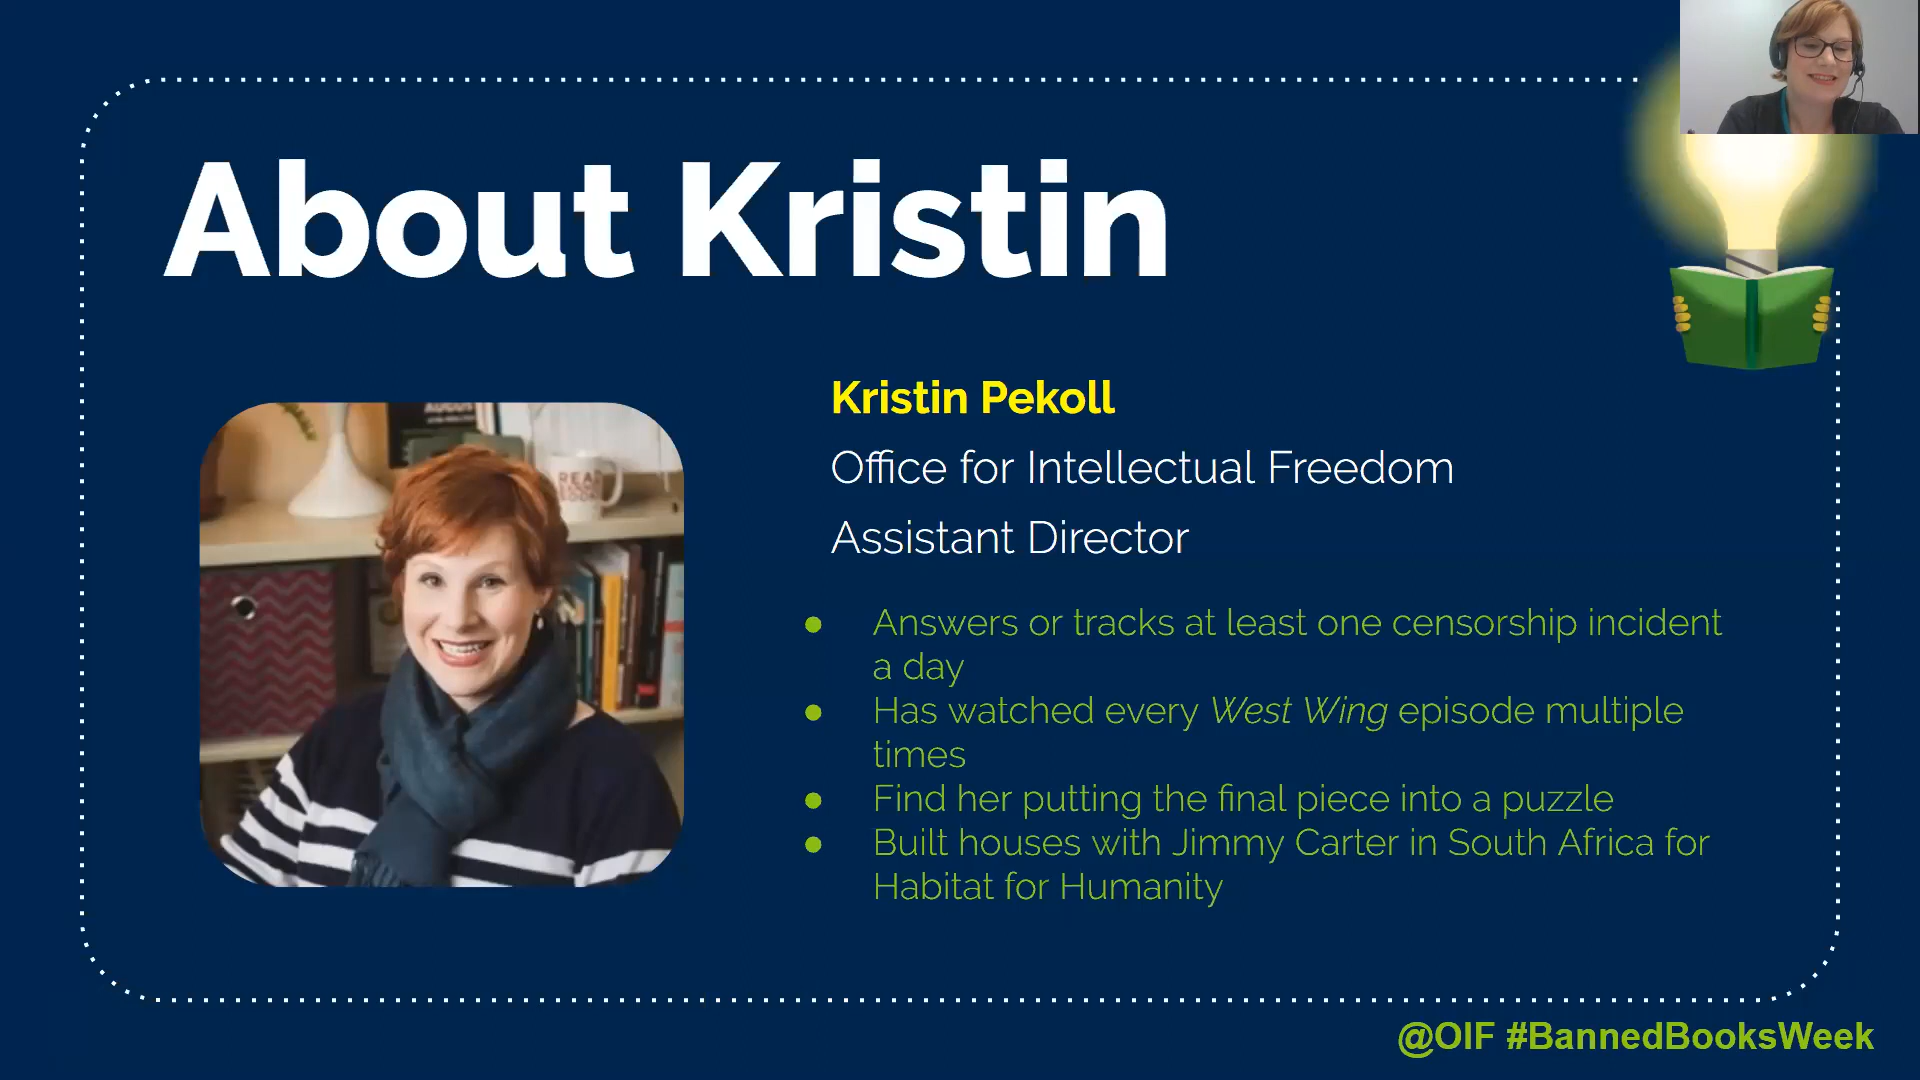 About Kristin
Kristin Pekoll
Office for Intellectual Freedom
Assistant Director
● Answers or tracks at least one censorship incident
a day
● Has watched every West Wing episode multiple
times
● Find her putting the final piece into a puzzle
● Built houses with Jimmy Carter in South Africa for
Habitat for Humanity
READ
@OIF #BannedBooksWeek